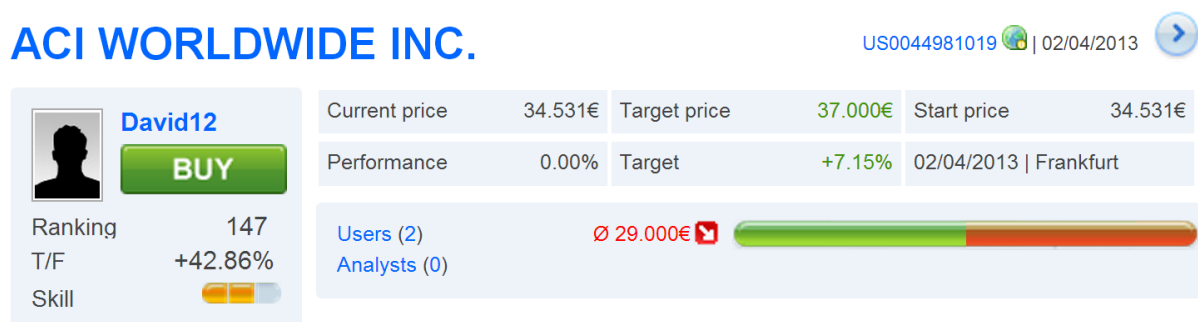 ACI WORLDWIDE INC.
US0044981019 | 02/04/2013
David12
BUY
Ranking 147
T/F +42.86%
Skill
Current price 34.531€ Target price 37.000€ Start price 34.531€
Performance 0.00% Target +7.15% 02/04/2013 | Frankfurt
Users (2) Ø 29.000€
Analysts (0)